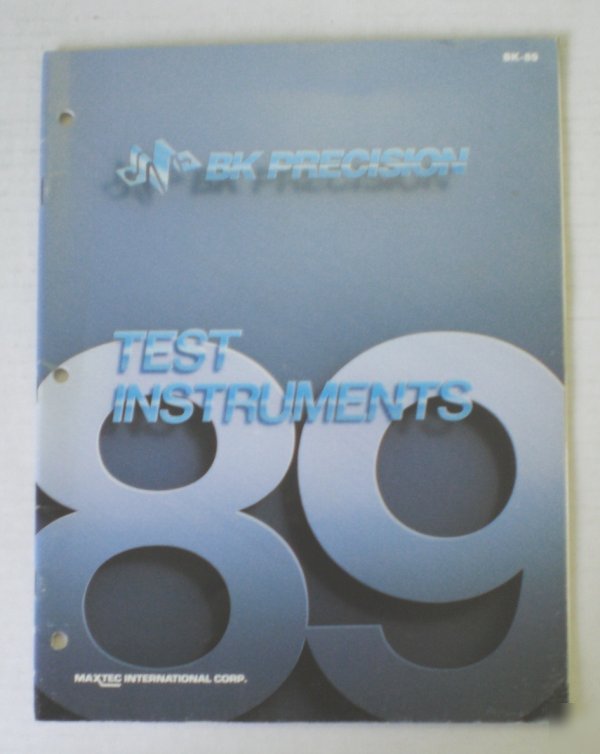 BK-89
BK PRECISION
TEST
INSTRUMENTS
89
MAXTEC INTERNATIONAL CORP.